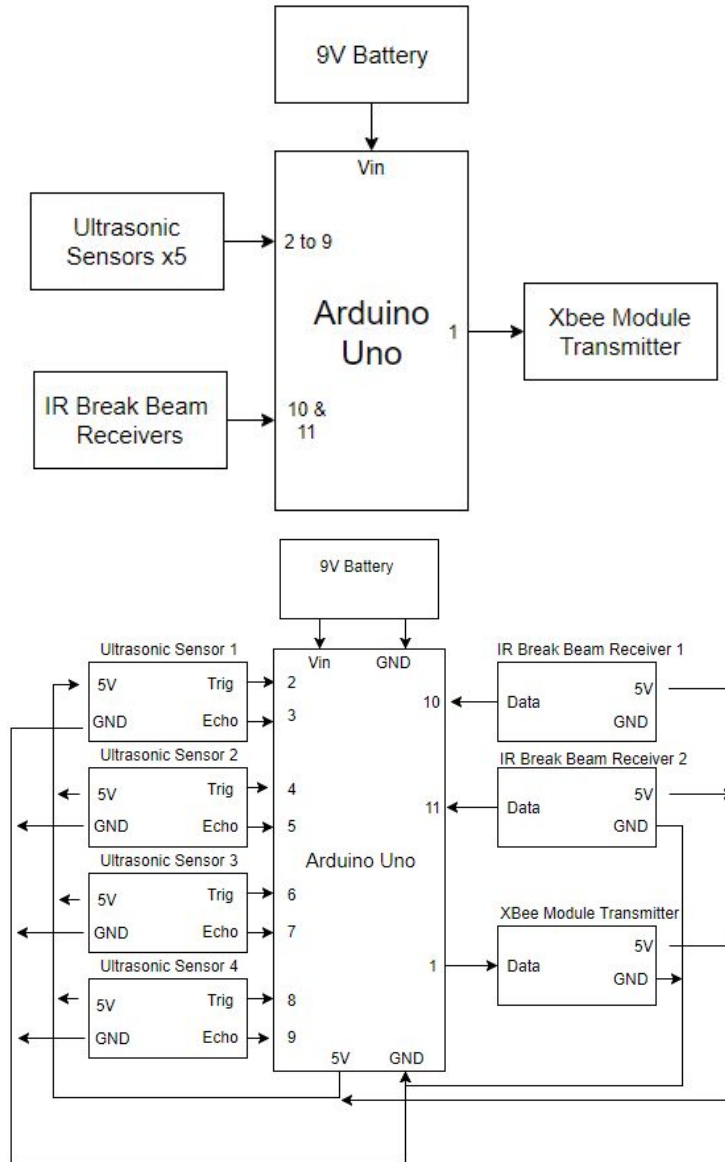 9V Battery
Vin
Ultrasonic
Sensors x5
2 to 9
Arduino
Uno
1
Xbee Module
Transmitter
IR Break Beam
Receivers
10 &
11
9V Battery
Vin
GND
Ultrasonic Sensor 1
5V
Trig
2
GND
Echo
3
Ultrasonic Sensor 2
5V
Trig
4
GND
Echo
5
Ultrasonic Sensor 3
5V
Trig
6
GND
Echo
7
Ultrasonic Sensor 4
5V
Trig
8
GND
Echo
9
Arduino Uno
5V
GND
IR Break Beam Receiver 1
10
Data
5V
GND
IR Break Beam Receiver 2
11
Data
5V
GND
XBee Module Transmitter
1
Data
5V
GND